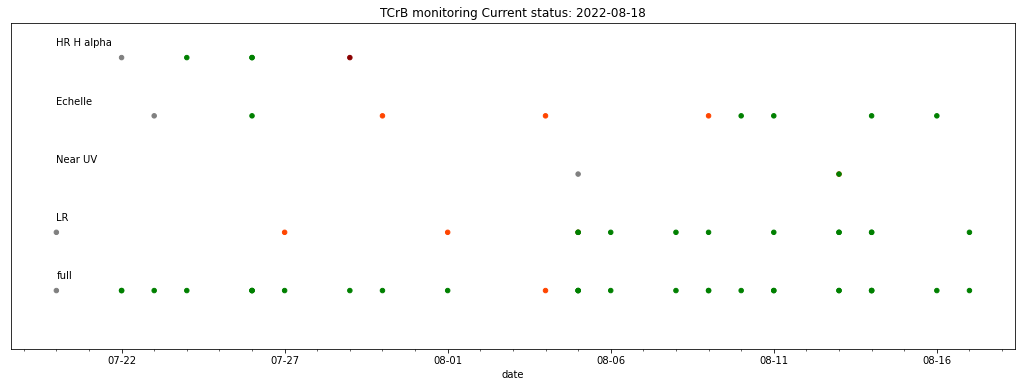 TCrB monitoring Current status: 2022-08-18
HR H alpha
Echelle
Near UV
LR
full
07-22 07-27 08-01 08-06 08-11 08-16
date